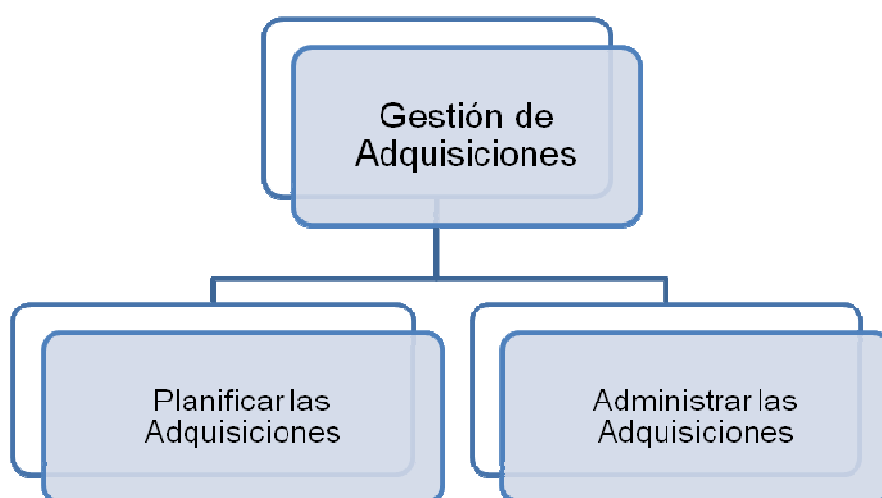 Gestión de
Adquisiciones
Planificar las
Adquisiciones
Administrar las
Adquisiciones